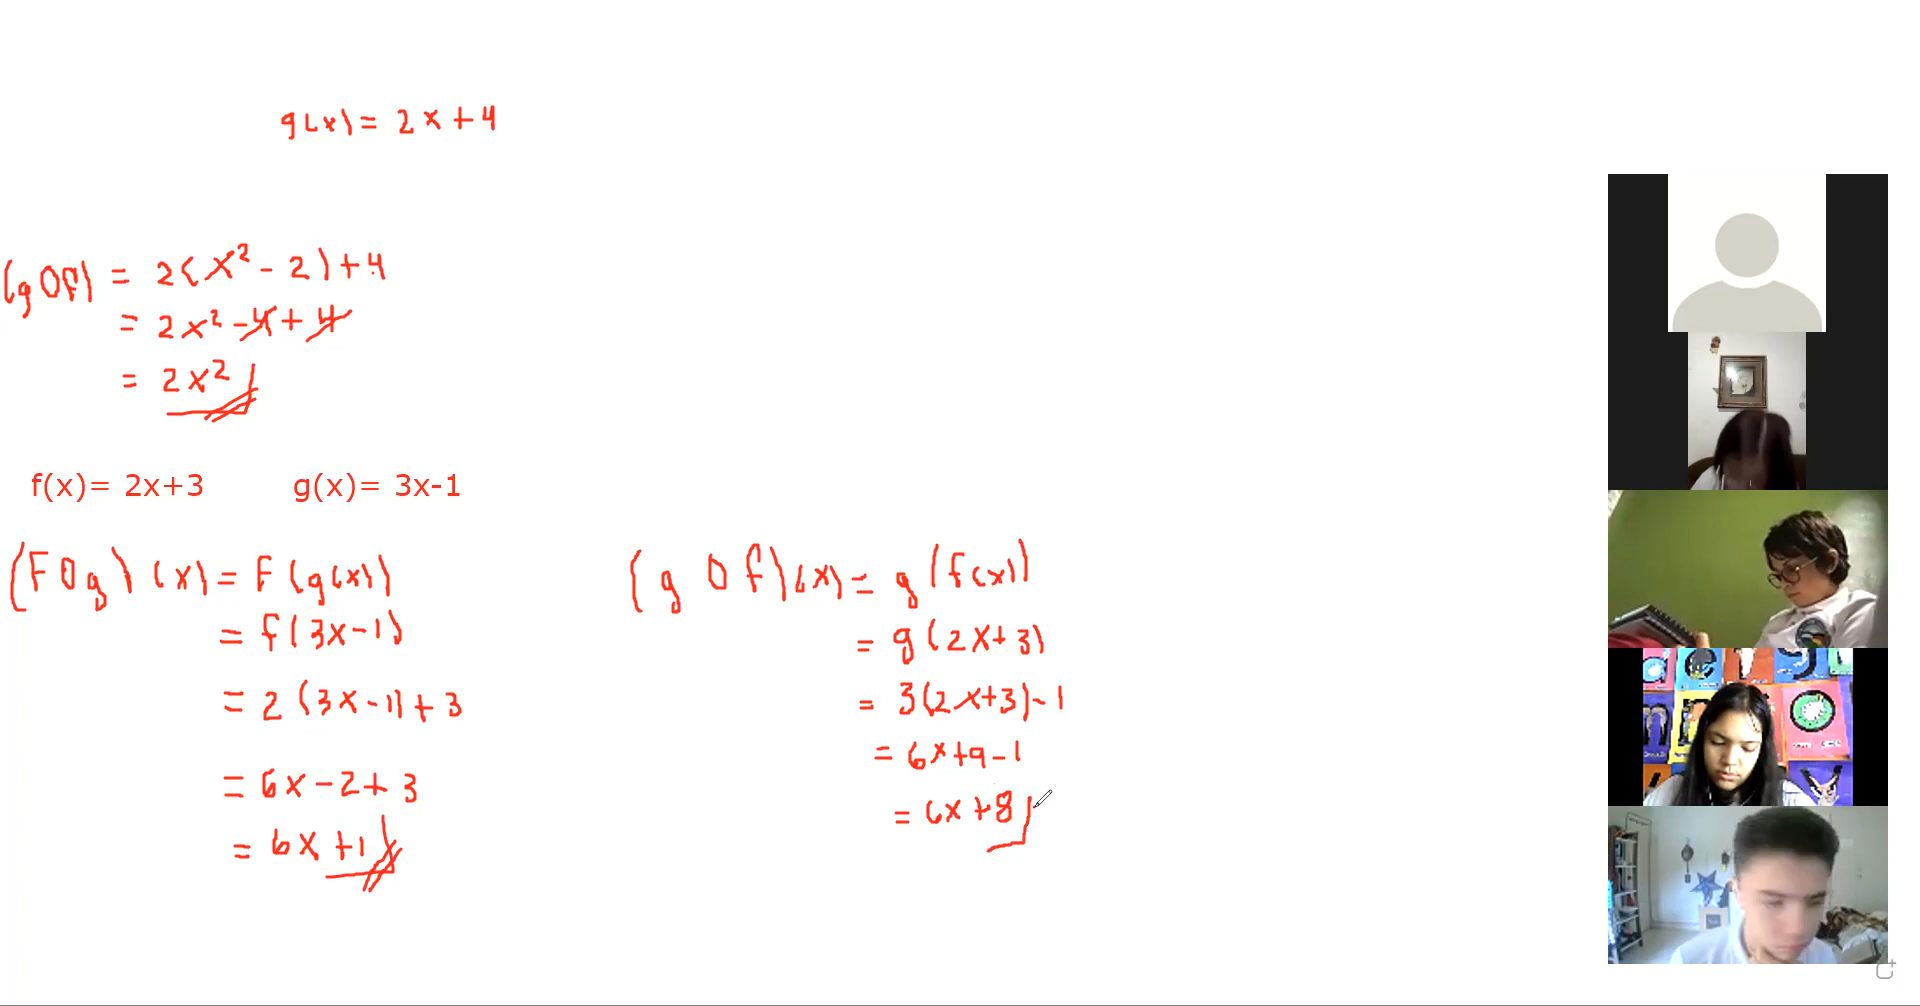 g(x) = 2x + 4
(g O F) = 2(x² - 2) + 4
= 2x² - 4 + 4
= 2x²
f(x)= 2x+3 g(x)= 3x-1
(F O g) (x) = F (g(x))
= f(3x-1)
= 2 (3x-1) + 3
= 6x - 2 + 3
= 6x + 1
(g O f)(x) = g (f(x))
= g (2x+3)
= 3(2x+3) - 1
= 6x+9-1
= 6x +8